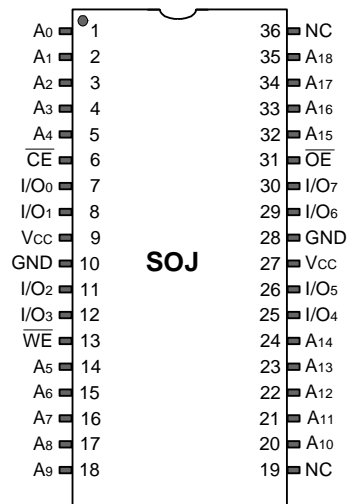 A0 1 36 NC
A1 2 35 A18
A2 3 34 A17
A3 4 33 A16
A4 5 32 A15
C̅E̅ 6 31 O̅E̅
I/O0 7 30 I/O7
I/O1 8 29 I/O6
VCC 9 28 GND
GND 10 SOJ 27 VCC
I/O2 11 26 I/O5
I/O3 12 25 I/O4
W̅E̅ 13 24 A14
A5 14 23 A13
A6 15 22 A12
A7 16 21 A11
A8 17 20 A10
A9 18 19 NC